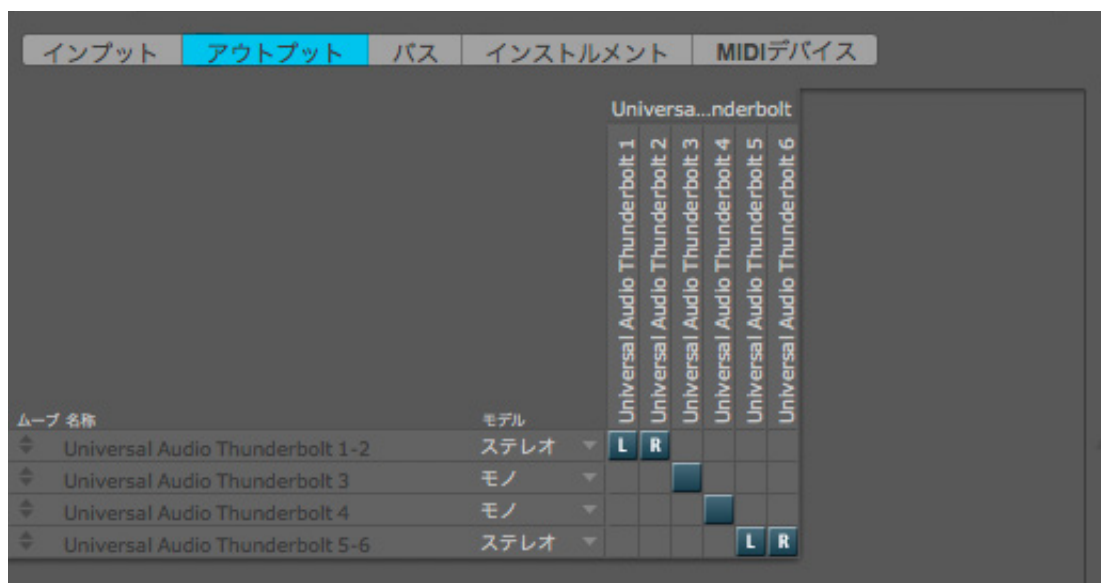 インプット アウトプット バス インストルメント MIDIデバイス
Universa...nderbolt
Universal Audio Thunderbolt 1
Universal Audio Thunderbolt 2
Universal Audio Thunderbolt 3
Universal Audio Thunderbolt 4
Universal Audio Thunderbolt 5
Universal Audio Thunderbolt 6
ムーブ 名称 モデル
Universal Audio Thunderbolt 1-2 ステレオ L R
Universal Audio Thunderbolt 3 モノ
Universal Audio Thunderbolt 4 モノ
Universal Audio Thunderbolt 5-6 ステレオ L R